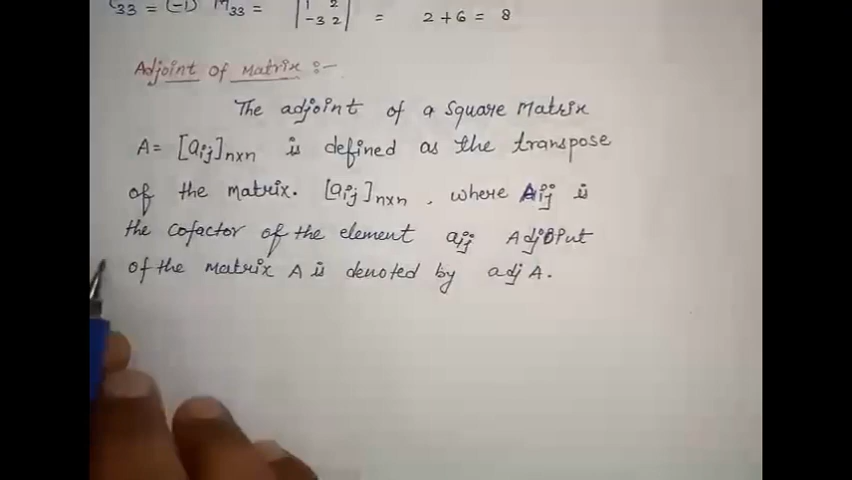 C33 = (-1) M33 = | 1 2 | = 2 + 6 = 8
| -3 2 |
Adjoint of Matrix :-
The adjoint of a Square Matrix
A = [aij]nxn is defined as the transpose
of the matrix. [aij]nxn , where Aij is
the cofactor of the element aij Adjoint
of the matrix A is denoted by adj A.